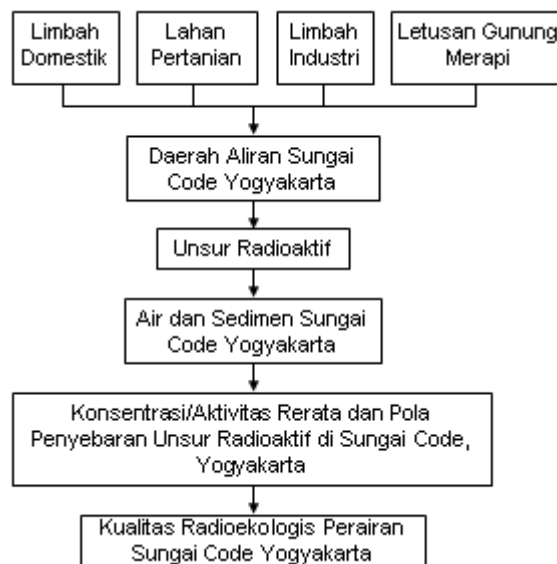 Limbah
Domestik
Lahan
Pertanian
Limbah
Industri
Letusan Gunung
Merapi
Daerah Aliran Sungai
Code Yogyakarta
Unsur Radioaktif
Air dan Sedimen Sungai
Code Yogyakarta
Konsentrasi/Aktivitas Rerata dan Pola
Penyebaran Unsur Radioaktif di Sungai Code,
Yogyakarta
Kualitas Radioekologis Perairan
Sungai Code Yogyakarta